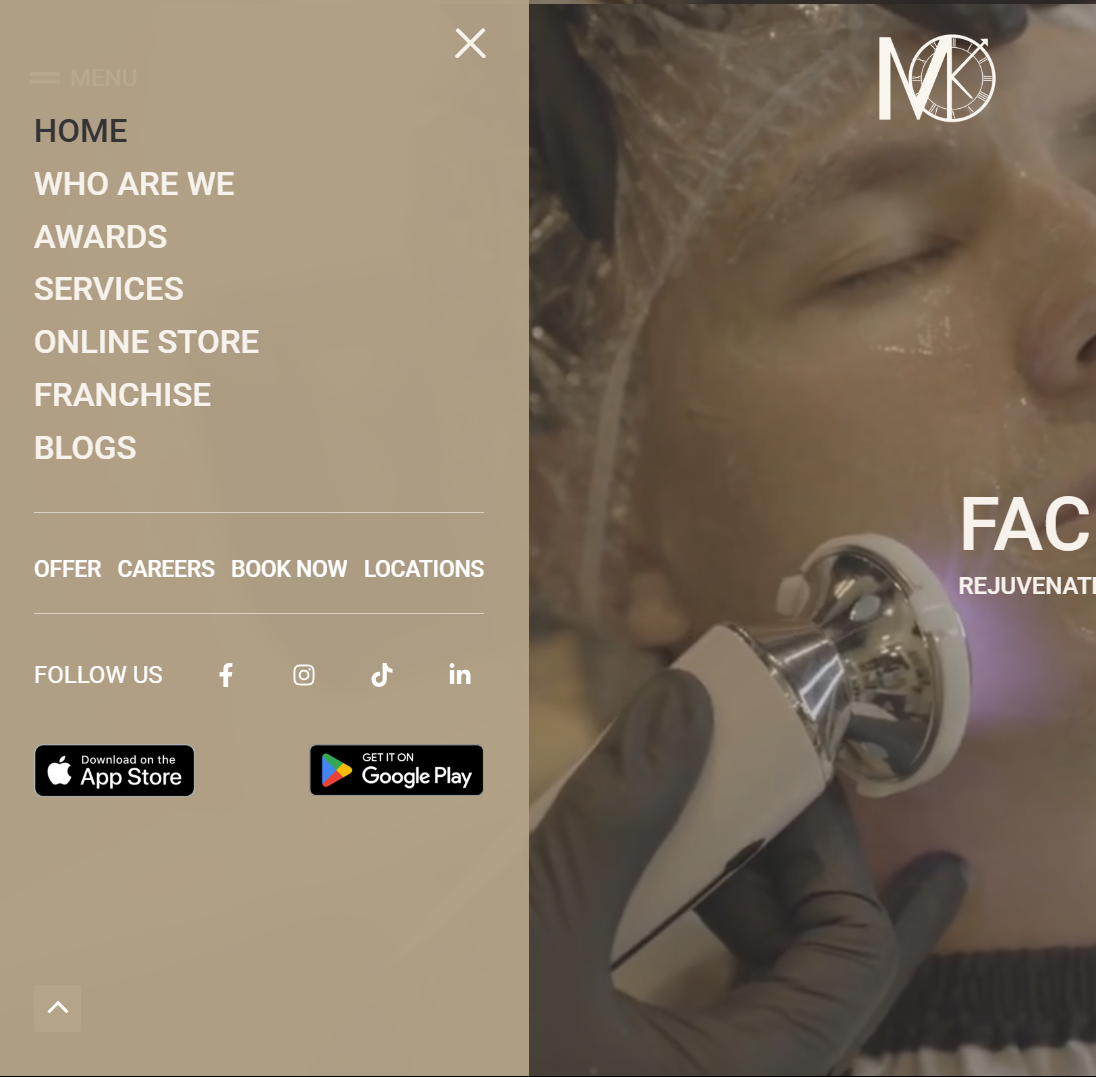 MENU
HOME
WHO ARE WE
AWARDS
SERVICES
ONLINE STORE
FRANCHISE
BLOGS
OFFER CAREERS BOOK NOW LOCATIONS
FOLLOW US
Download on the
App Store
GET IT ON
Google Play
MK
FAC
REJUVENATE